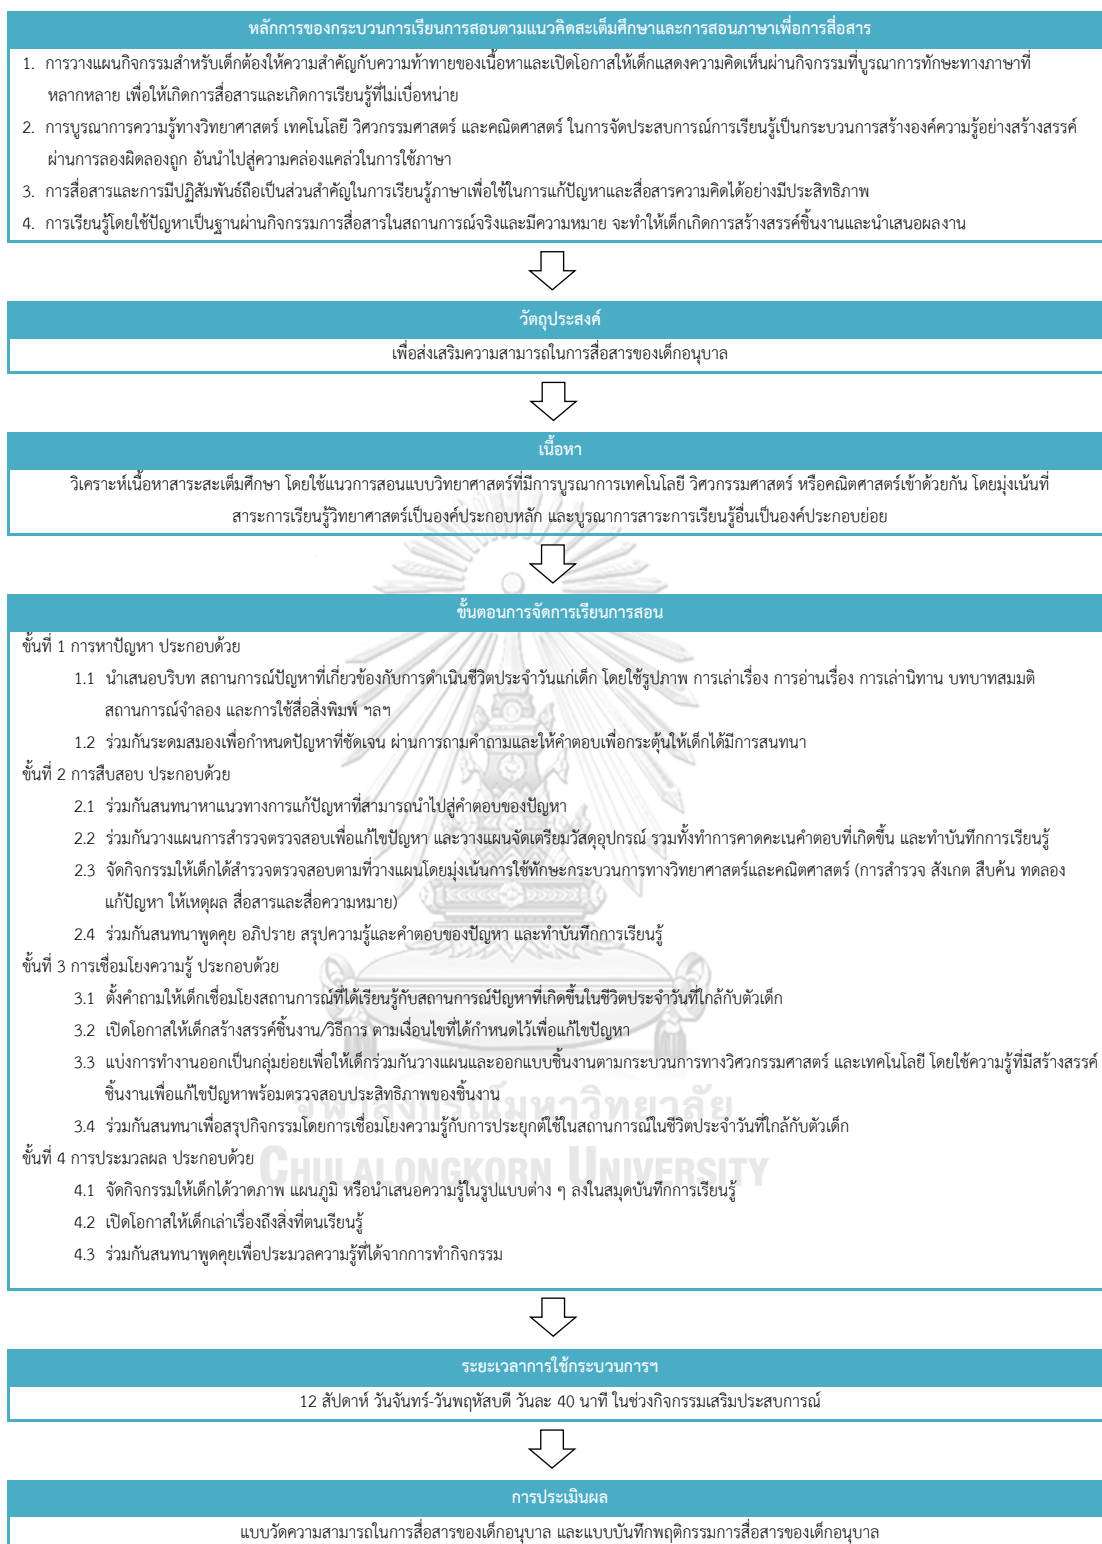 หลักการของกระบวนการเรียนการสอนตามแนวคิดสะเต็มศึกษาและการสอนภาษาเพื่อการสื่อสาร
1. การวางแผนกิจกรรมสำหรับเด็กต้องให้ความสำคัญกับความท้าทายของเนื้อหาและเปิดโอกาสให้เด็กแสดงความคิดเห็นผ่านกิจกรรมที่บูรณาการทักษะทางภาษาที่
หลากหลาย เพื่อให้เกิดการสื่อสารและเกิดการเรียนรู้ที่ไม่เบื่อหน่าย
2. การบูรณาการความรู้ทางวิทยาศาสตร์ เทคโนโลยี วิศวกรรมศาสตร์ และคณิตศาสตร์ ในการจัดประสบการณ์การเรียนรู้เป็นกระบวนการสร้างองค์ความรู้อย่างสร้างสรรค์
ผ่านการลองผิดลองถูก อันนำไปสู่ความคล่องแคล่วในการใช้ภาษา
3. การสื่อสารและการมีปฏิสัมพันธ์ถือเป็นส่วนสำคัญในการเรียนรู้ภาษาเพื่อใช้ในการแก้ปัญหาและสื่อสารความคิดได้อย่างมีประสิทธิภาพ
4. การเรียนรู้โดยใช้ปัญหาเป็นฐานผ่านกิจกรรมการสื่อสารในสถานการณ์จริงและมีความหมาย จะทำให้เด็กเกิดการสร้างสรรค์ชิ้นงานและนำเสนอผลงาน
วัตถุประสงค์
เพื่อส่งเสริมความสามารถในการสื่อสารของเด็กอนุบาล
เนื้อหา
วิเคราะห์เนื้อหาสาระสะเต็มศึกษา โดยใช้แนวการสอนแบบวิทยาศาสตร์ที่มีการบูรณาการเทคโนโลยี วิศวกรรมศาสตร์ หรือคณิตศาสตร์เข้าด้วยกัน โดยมุ่งเน้นที่
สาระการเรียนรู้วิทยาศาสตร์เป็นองค์ประกอบหลัก และบูรณาการสาระการเรียนรู้อื่นเป็นองค์ประกอบย่อย
ขั้นตอนการจัดการเรียนการสอน
ขั้นที่ 1 การหาปัญหา ประกอบด้วย
1.1 นำเสนอบริบท สถานการณ์ปัญหาที่เกี่ยวข้องกับการดำเนินชีวิตประจำวันแก่เด็ก โดยใช้รูปภาพ การเล่าเรื่อง การอ่านเรื่อง การเล่านิทาน บทบาทสมมติ
สถานการณ์จำลอง และการใช้สื่อสิ่งพิมพ์ ฯลฯ
1.2 ร่วมกันระดมสมองเพื่อกำหนดปัญหาที่ชัดเจน ผ่านการถามคำถามและให้คำตอบเพื่อกระตุ้นให้เด็กได้มีการสนทนา
ขั้นที่ 2 การสืบสอบ ประกอบด้วย
2.1 ร่วมกันสนทนาหาแนวทางการแก้ปัญหาที่สามารถนำไปสู่คำตอบของปัญหา
2.2 ร่วมกันวางแผนการสำรวจตรวจสอบเพื่อแก้ไขปัญหา และวางแผนจัดเตรียมวัสดุอุปกรณ์ รวมทั้งทำการคาดคะเนคำตอบที่เกิดขึ้น และทำบันทึกการเรียนรู้
2.3 จัดกิจกรรมให้เด็กได้สำรวจตรวจสอบตามที่วางแผนโดยมุ่งเน้นการใช้ทักษะกระบวนการทางวิทยาศาสตร์และคณิตศาสตร์ (การสำรวจ สังเกต สืบค้น ทดลอง
แก้ปัญหา ให้เหตุผล สื่อสารและสื่อความหมาย)
2.4 ร่วมกันสนทนาพูดคุย อภิปราย สรุปความรู้และคำตอบของปัญหา และทำบันทึกการเรียนรู้
ขั้นที่ 3 การเชื่อมโยงความรู้ ประกอบด้วย
3.1 ตั้งคำถามให้เด็กเชื่อมโยงสถานการณ์ที่ได้เรียนรู้กับสถานการณ์ปัญหาที่เกิดขึ้นในชีวิตประจำวันที่ใกล้กับตัวเด็ก
3.2 เปิดโอกาสให้เด็กสร้างสรรค์ชิ้นงาน/วิธีการ ตามเงื่อนไขที่ได้กำหนดไว้เพื่อแก้ไขปัญหา
3.3 แบ่งการทำงานออกเป็นกลุ่มย่อยเพื่อให้เด็กร่วมกันวางแผนและออกแบบชิ้นงานตามกระบวนการทางวิศวกรรมศาสตร์ และเทคโนโลยี โดยใช้ความรู้ที่มีสร้างสรรค์
ชิ้นงานเพื่อแก้ไขปัญหาพร้อมตรวจสอบประสิทธิภาพของชิ้นงาน
จุฬาลงกรณ์มหาวิทยาลัย
3.4 ร่วมกันสนทนาเพื่อสรุปกิจกรรมโดยการเชื่อมโยงความรู้กับการประยุกต์ใช้ในสถานการณ์ในชีวิตประจำวันที่ใกล้กับตัวเด็ก
ขั้นที่ 4 การประมวลผล ประกอบด้วย
CHULALONGKORN UNIVERSITY
4.1 จัดกิจกรรมให้เด็กได้วาดภาพ แผนภูมิ หรือนำเสนอความรู้ในรูปแบบต่าง ๆ ลงในสมุดบันทึกการเรียนรู้
4.2 เปิดโอกาสให้เด็กเล่าเรื่องถึงสิ่งที่ตนเรียนรู้
4.3 ร่วมกันสนทนาพูดคุยเพื่อประมวลความรู้ที่ได้จากการทำกิจกรรม
ระยะเวลาการใช้กระบวนการฯ
12 สัปดาห์ วันจันทร์-วันพฤหัสบดี วันละ 40 นาที ในช่วงกิจกรรมเสริมประสบการณ์
การประเมินผล
แบบวัดความสามารถในการสื่อสารของเด็กอนุบาล และแบบบันทึกพฤติกรรมการสื่อสารของเด็กอนุบาล